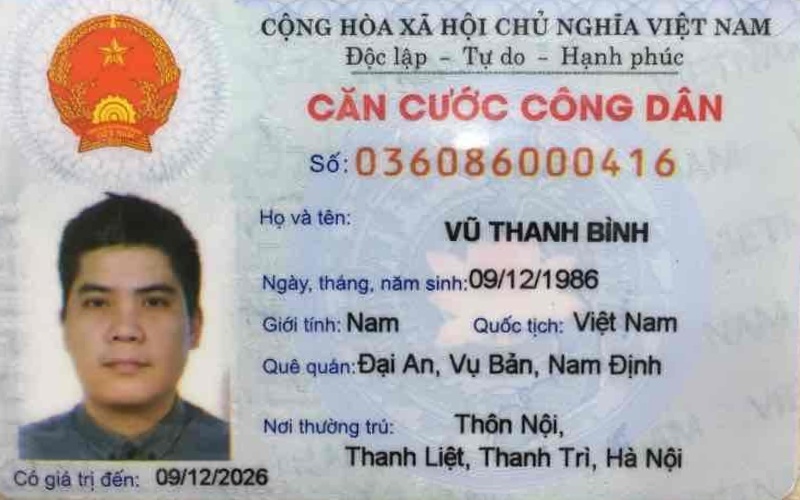 CỘNG HÒA XÃ HỘI CHỦ NGHĨA VIỆT NAM
Độc lập – Tự do – Hạnh phúc
CĂN CƯỚC CÔNG DÂN
Số: 036086000416
Họ và tên: VŨ THANH BÌNH
Ngày, tháng, năm sinh: 09/12/1986
Giới tính: Nam Quốc tịch: Việt Nam
Quê quán: Đại An, Vụ Bản, Nam Định
Nơi thường trú: Thôn Nội,
Thanh Liệt, Thanh Trì, Hà Nội
Có giá trị đến: 09/12/2026